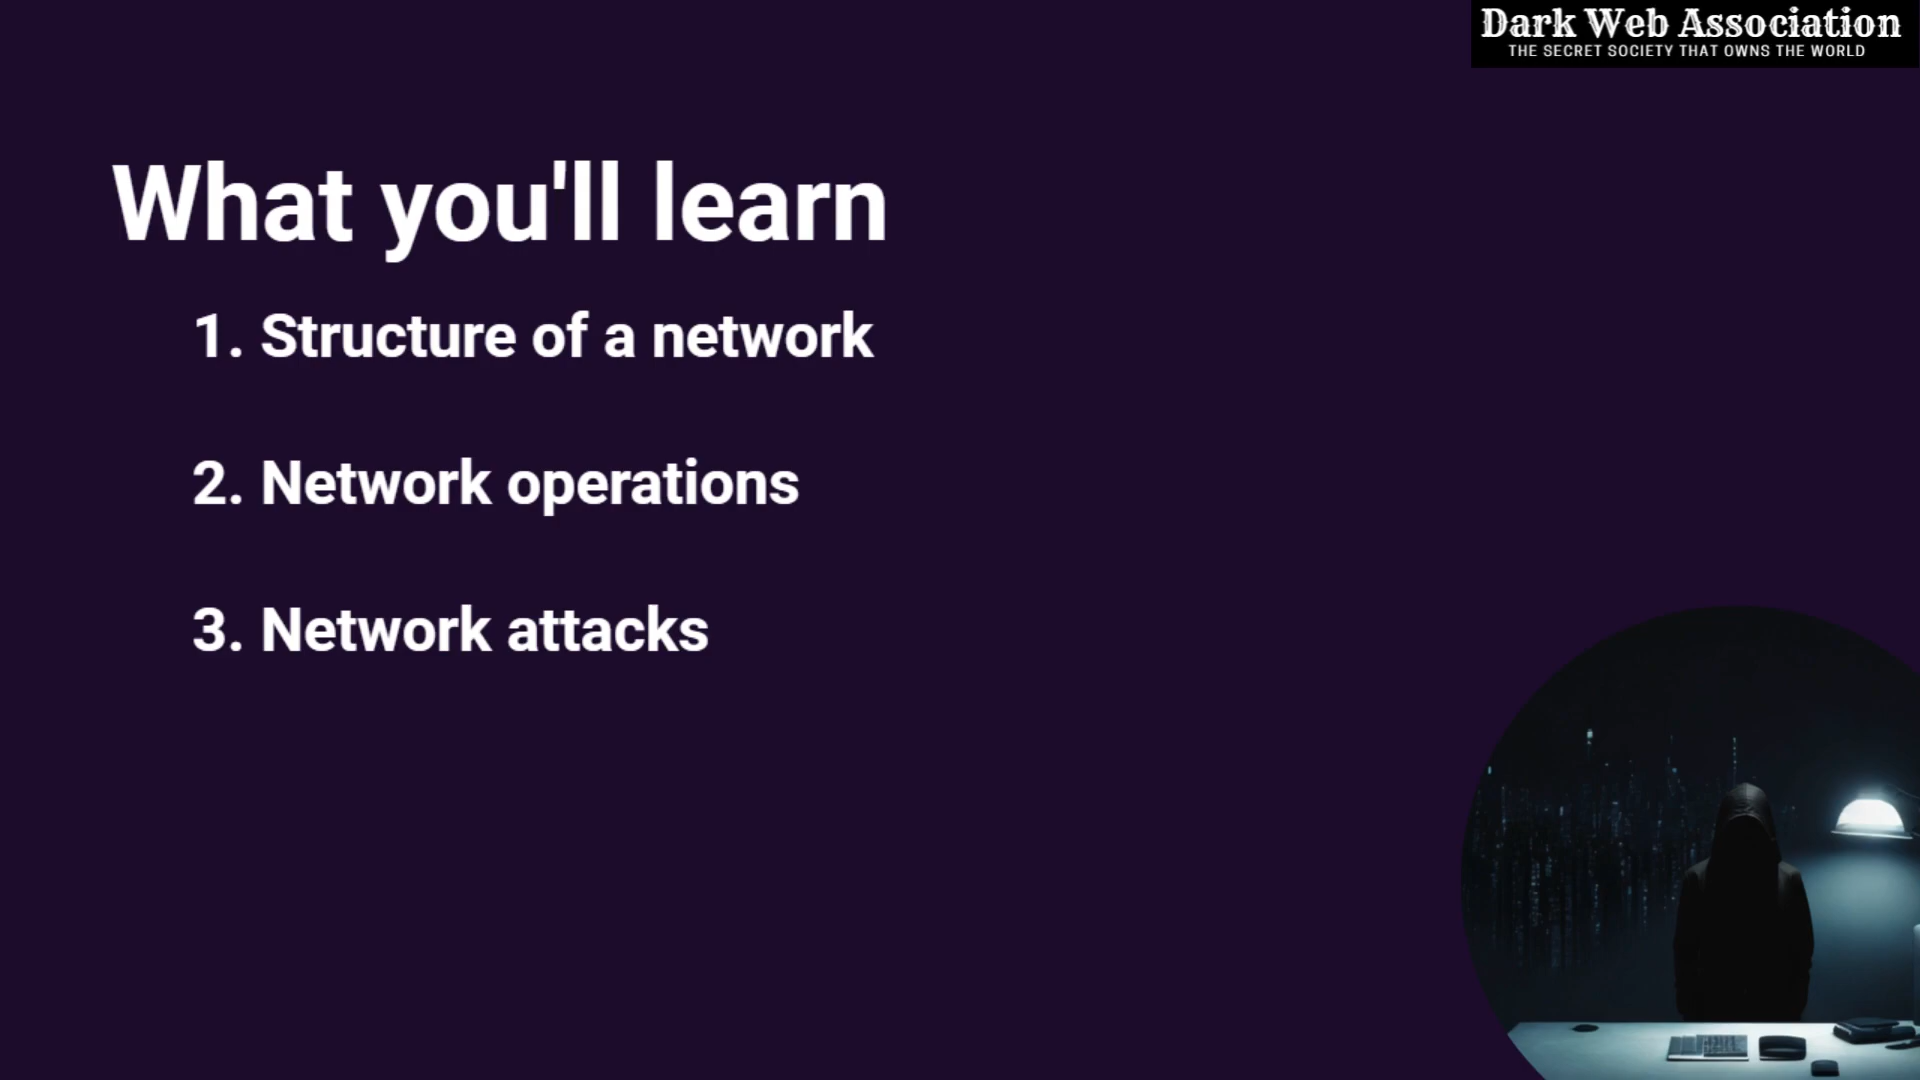 Dark Web Association
THE SECRET SOCIETY THAT OWNS THE WORLD
What you'll learn
1. Structure of a network
2. Network operations
3. Network attacks